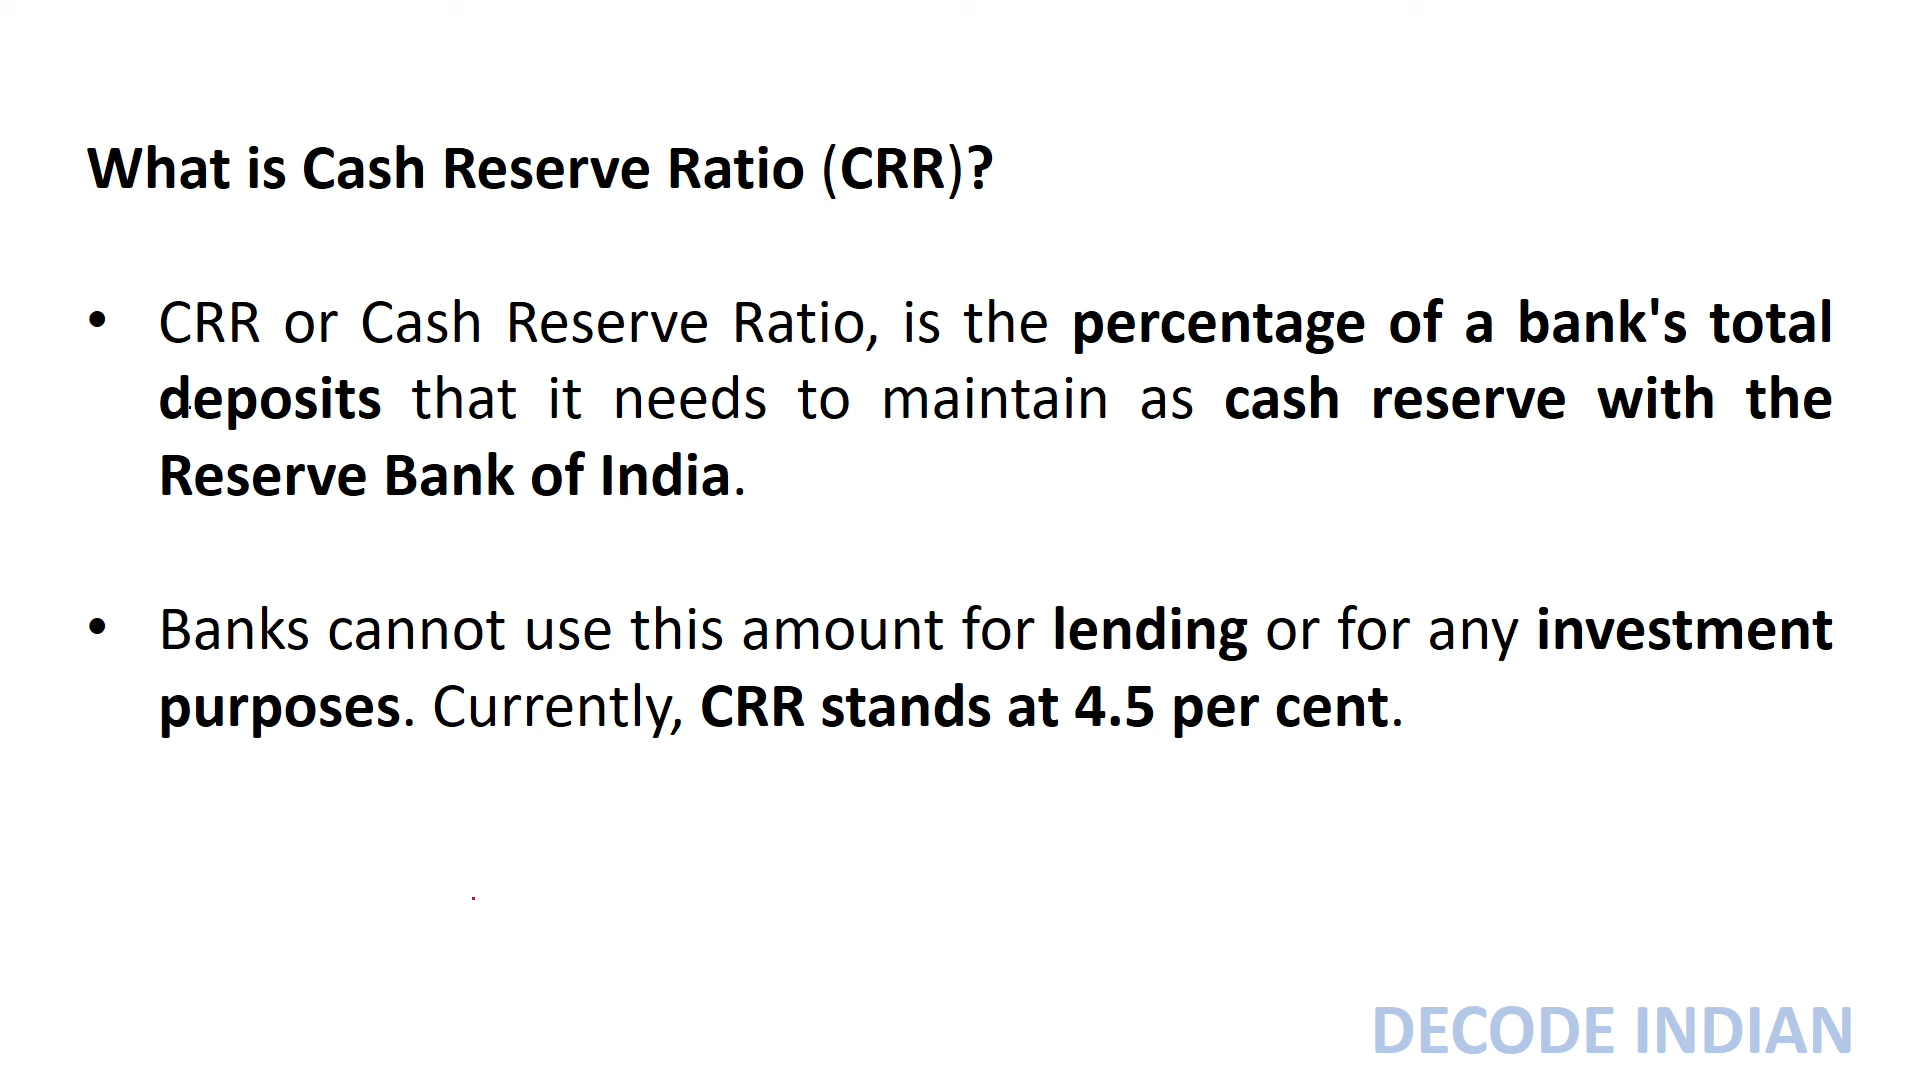 What is Cash Reserve Ratio (CRR)?
• CRR or Cash Reserve Ratio, is the percentage of a bank's total
deposits that it needs to maintain as cash reserve with the
Reserve Bank of India.
• Banks cannot use this amount for lending or for any investment
purposes. Currently, CRR stands at 4.5 per cent.
DECODE INDIAN